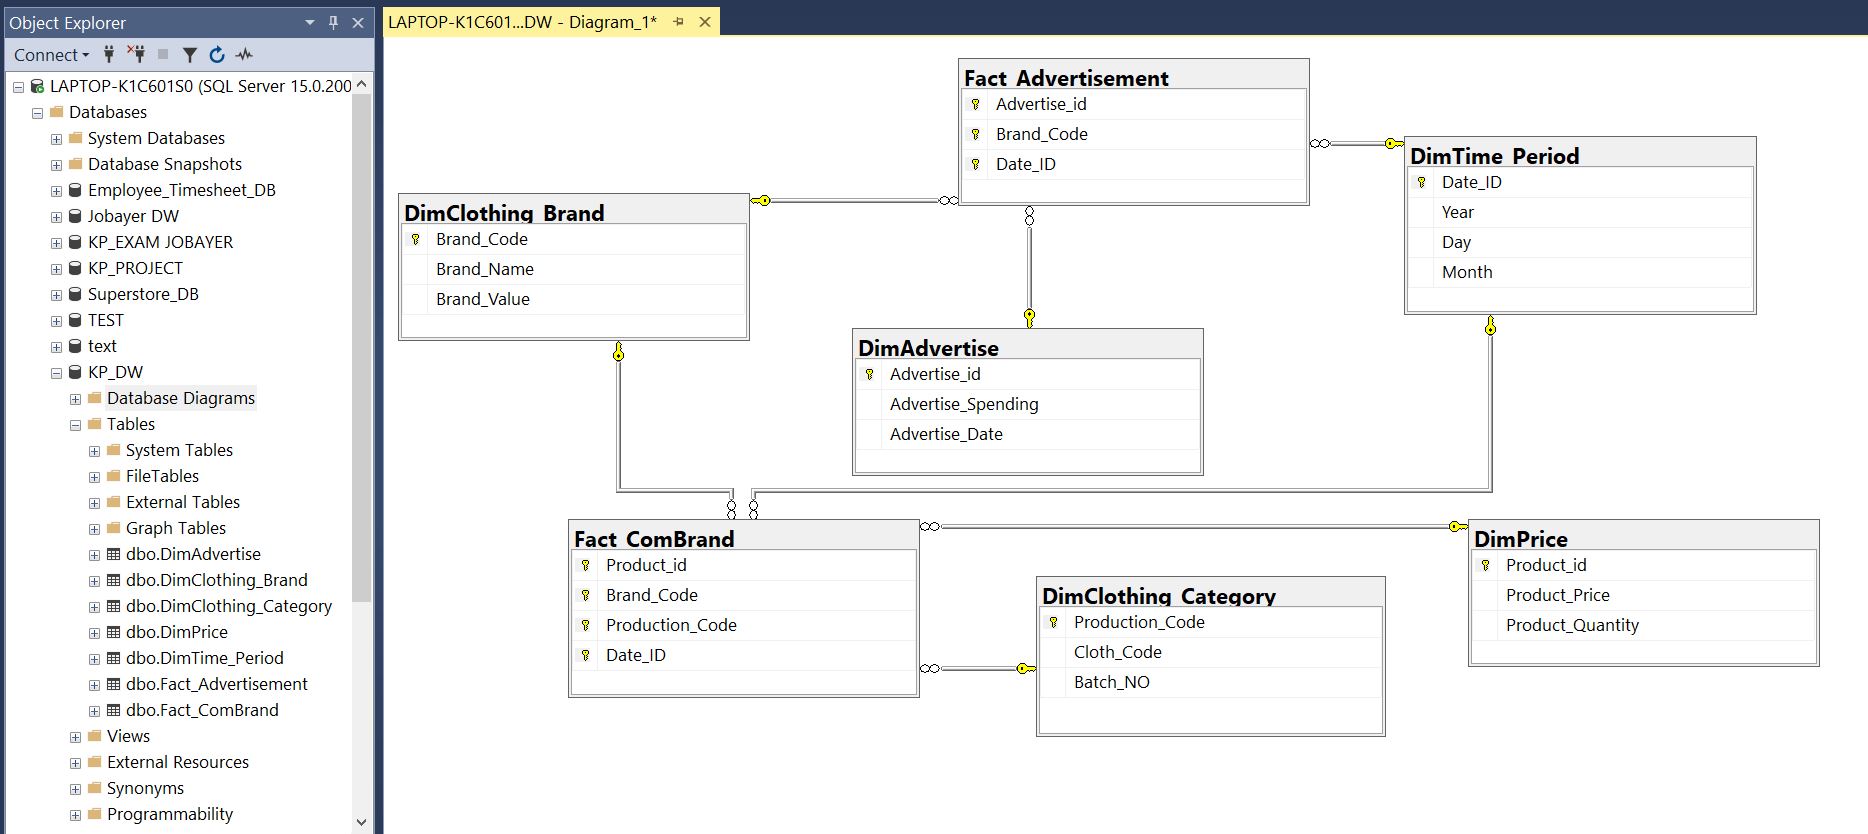 Object Explorer
Connect
LAPTOP-K1C601S0 (SQL Server 15.0.200
Databases
System Databases
Database Snapshots
Employee_Timesheet_DB
Jobayer DW
KP_EXAM JOBAYER
KP_PROJECT
Superstore_DB
TEST
text
KP_DW
Database Diagrams
Tables
System Tables
FileTables
External Tables
Graph Tables
dbo.DimAdvertise
dbo.DimClothing_Brand
dbo.DimClothing_Category
dbo.DimPrice
dbo.DimTime_Period
dbo.Fact_Advertisement
dbo.Fact_ComBrand
Views
External Resources
Synonyms
Programmability
LAPTOP-K1C601...DW - Diagram_1*
Fact_Advertisement
Advertise_id
Brand_Code
Date_ID
DimTime_Period
Date_ID
Year
Day
Month
DimClothing_Brand
Brand_Code
Brand_Name
Brand_Value
DimAdvertise
Advertise_id
Advertise_Spending
Advertise_Date
Fact_ComBrand
Product_id
Brand_Code
Production_Code
Date_ID
DimClothing_Category
Production_Code
Cloth_Code
Batch_NO
DimPrice
Product_id
Product_Price
Product_Quantity